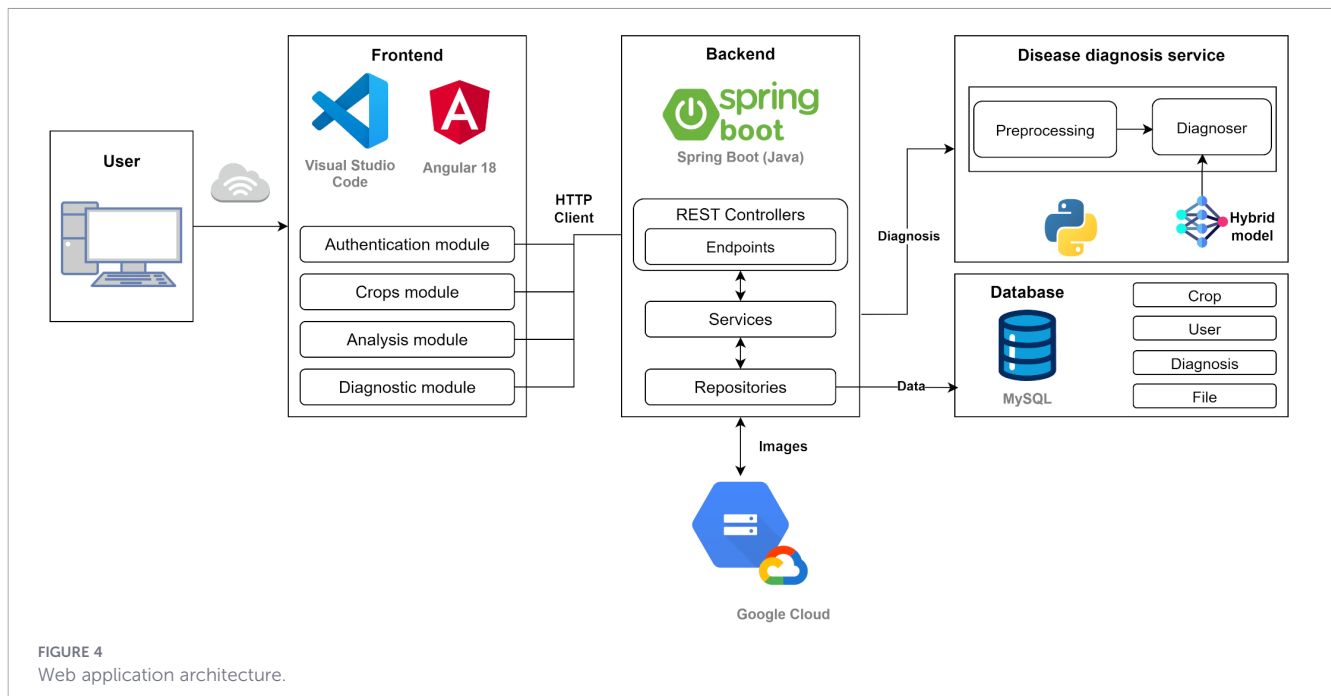 User
Frontend
Visual Studio
Code
A
Angular 18
Authentication module
Crops module
Analysis module
Diagnostic module
HTTP
Client
Backend
spring
boot
Spring Boot (Java)
REST Controllers
Endpoints
Services
Repositories
Images
Google Cloud
Diagnosis
Data
Disease diagnosis service
Preprocessing
Diagnoser
Hybrid
model
Database
MySQL
Crop
User
Diagnosis
File
FIGURE 4
Web application architecture.